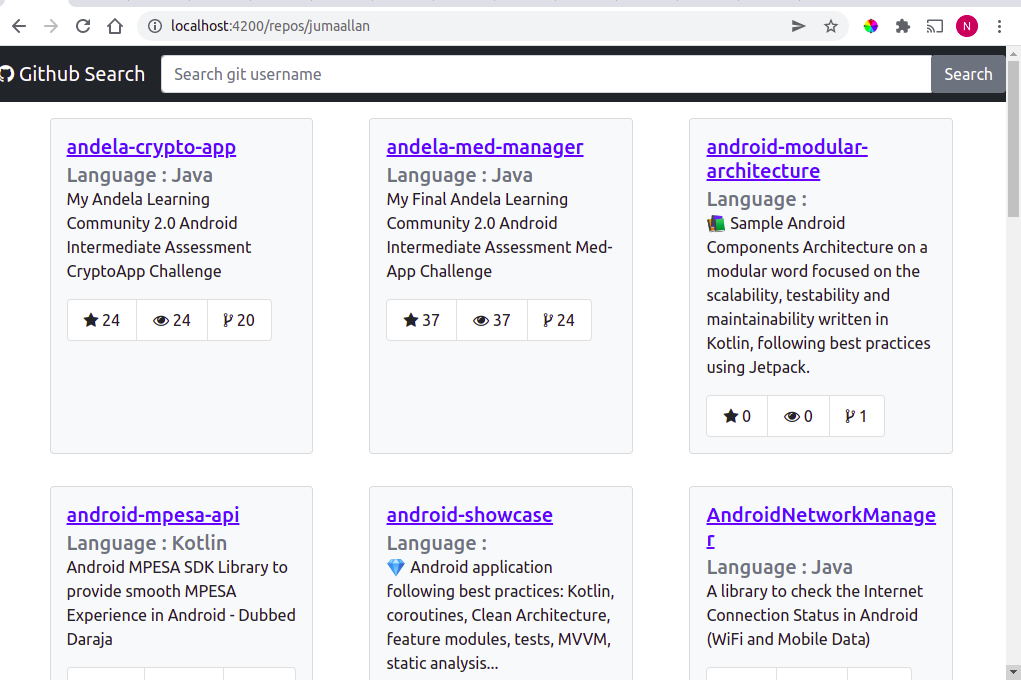 localhost:4200/repos/jumaallan
N
Github Search
Search git username
Search
andela-crypto-app
Language : Java
My Andela Learning
Community 2.0 Android
Intermediate Assessment
CryptoApp Challenge
24
24
20
andela-med-manager
Language : Java
My Final Andela Learning
Community 2.0 Android
Intermediate Assessment Med-
App Challenge
37
37
24
android-modular-
architecture
Language :
Sample Android
Components Architecture on a
modular word focused on the
scalability, testability and
maintainability written in
Kotlin, following best practices
using Jetpack.
0
0
1
android-mpesa-api
Language : Kotlin
Android MPESA SDK Library to
provide smooth MPESA
Experience in Android - Dubbed
Daraja
android-showcase
Language :
Android application
following best practices: Kotlin,
coroutines, Clean Architecture,
feature modules, tests, MVVM,
static analysis...
AndroidNetworkManage
r
Language : Java
A library to check the Internet
Connection Status in Android
(WiFi and Mobile Data)